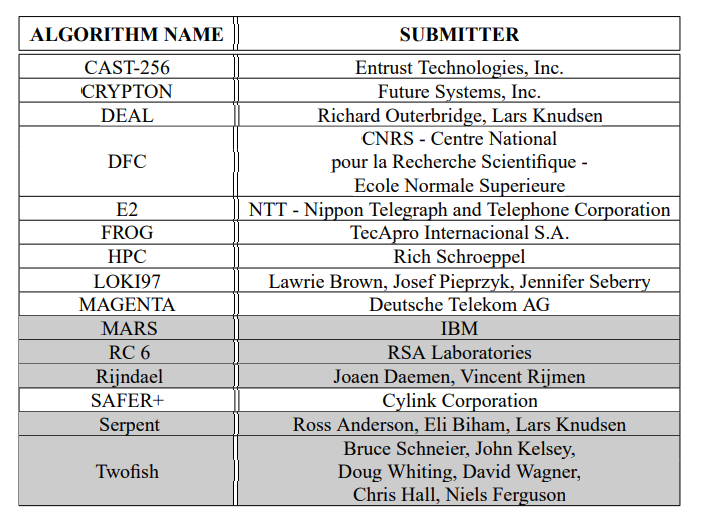 ALGORITHM NAME SUBMITTER
CAST-256 Entrust Technologies, Inc.
CRYPTON Future Systems, Inc.
DEAL Richard Outerbridge, Lars Knudsen
CNRS - Centre National
DFC pour la Recherche Scientifique -
Ecole Normale Superieure
E2 NTT - Nippon Telegraph and Telephone Corporation
FROG TecApro Internacional S.A.
HPC Rich Schroeppel
LOKI97 Lawrie Brown, Josef Pieprzyk, Jennifer Seberry
MAGENTA Deutsche Telekom AG
MARS IBM
RC 6 RSA Laboratories
Rijndael Joaen Daemen, Vincent Rijmen
SAFER+ Cylink Corporation
Serpent Ross Anderson, Eli Biham, Lars Knudsen
Bruce Schneier, John Kelsey,
Twofish Doug Whiting, David Wagner,
Chris Hall, Niels Ferguson